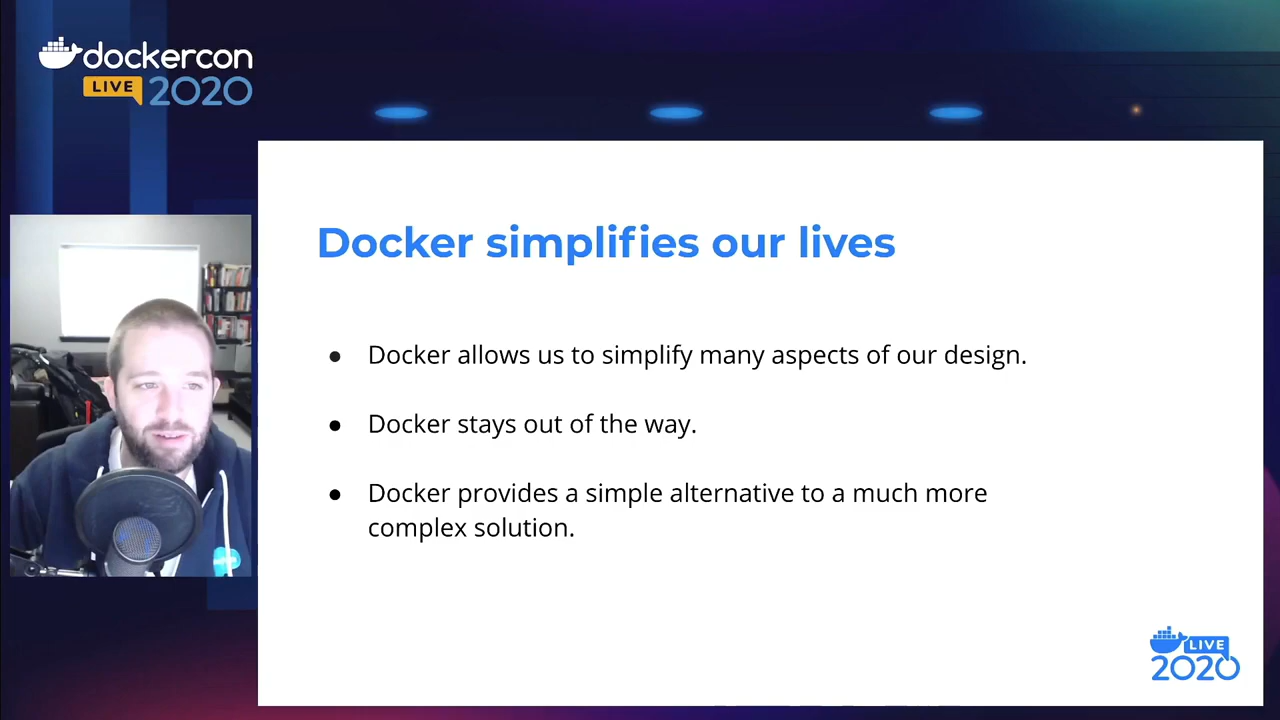 dockercon
LIVE 2020
Docker simplifies our lives
● Docker allows us to simplify many aspects of our design.
● Docker stays out of the way.
● Docker provides a simple alternative to a much more
complex solution.
LIVE
2020